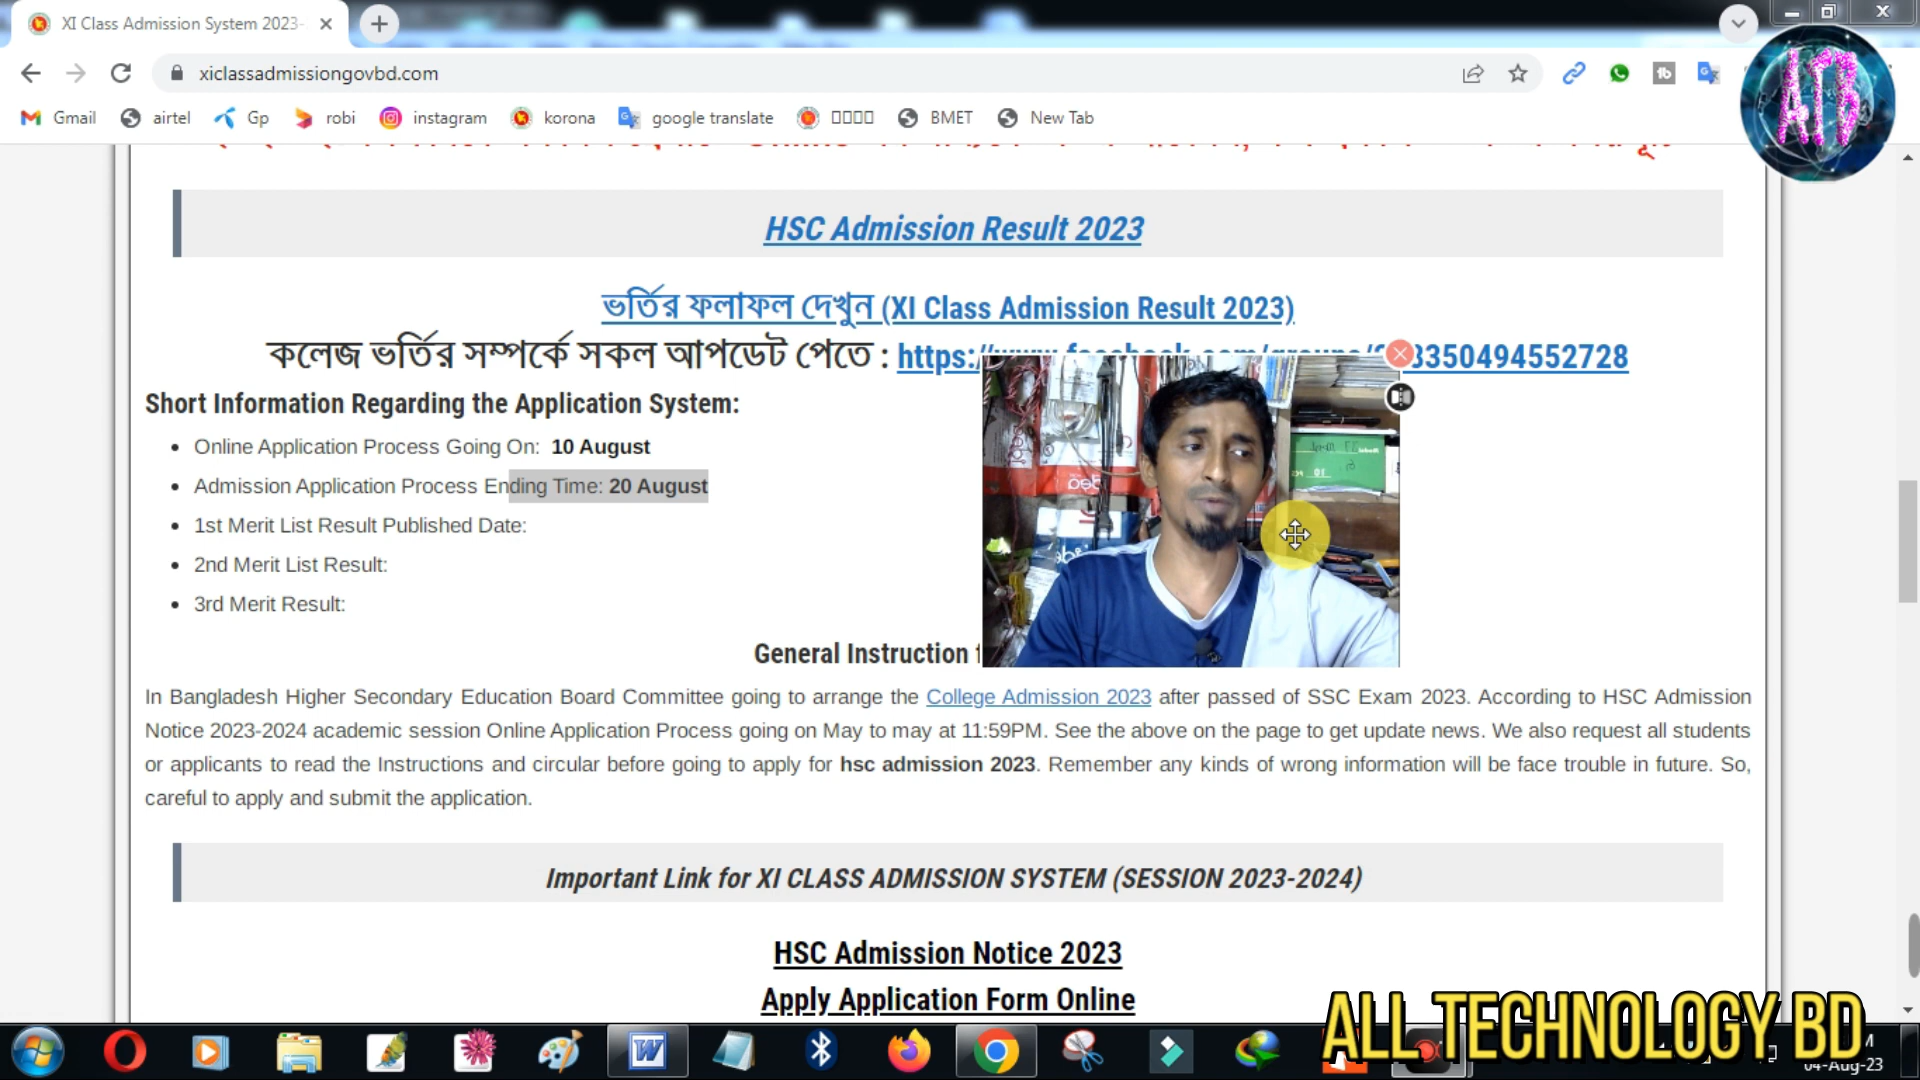 XI Class Admission System 2023-
xiclassadmissiongovbd.com
Gmail airtel Gp robi instagram korona google translate BMET New Tab
HSC Admission Result 2023
ভর্তির ফলাফল দেখুন (XI Class Admission Result 2023)
কলেজ ভর্তির সম্পর্কে সকল আপডেট পেতে : https:/ 3350494552728
Short Information Regarding the Application System:
Online Application Process Going On: 10 August
Admission Application Process Ending Time: 20 August
1st Merit List Result Published Date:
2nd Merit List Result:
3rd Merit Result:
General Instruction
In Bangladesh Higher Secondary Education Board Committee going to arrange the College Admission 2023 after passed of SSC Exam 2023. According to HSC Admission
Notice 2023-2024 academic session Online Application Process going on May to may at 11:59PM. See the above on the page to get update news. We also request all students
or applicants to read the Instructions and circular before going to apply for hsc admission 2023. Remember any kinds of wrong information will be face trouble in future. So,
careful to apply and submit the application.
Important Link for XI CLASS ADMISSION SYSTEM (SESSION 2023-2024)
HSC Admission Notice 2023
Apply Application Form Online
ALL TECHNOLOGY BD
04-Aug-23